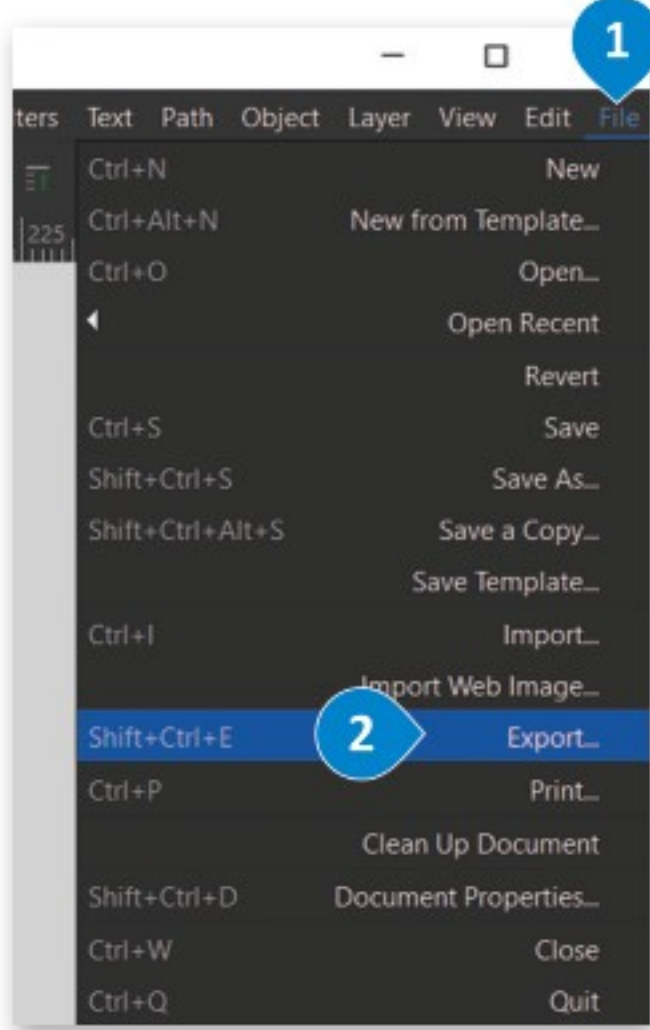 1
ters Text Path Object Layer View Edit File
Ctrl+N New
225
Ctrl+Alt+N New from Template...
Ctrl+O Open...
Open Recent
Revert
Ctrl+S Save
Shift+Ctrl+S Save As...
Shift+Ctrl+Alt+S Save a Copy...
Save Template...
Ctrl+I Import...
Import Web Image...
Shift+Ctrl+E 2 Export...
Ctrl+P Print...
Clean Up Document
Shift+Ctrl+D Document Properties...
Ctrl+W Close
Ctrl+Q Quit